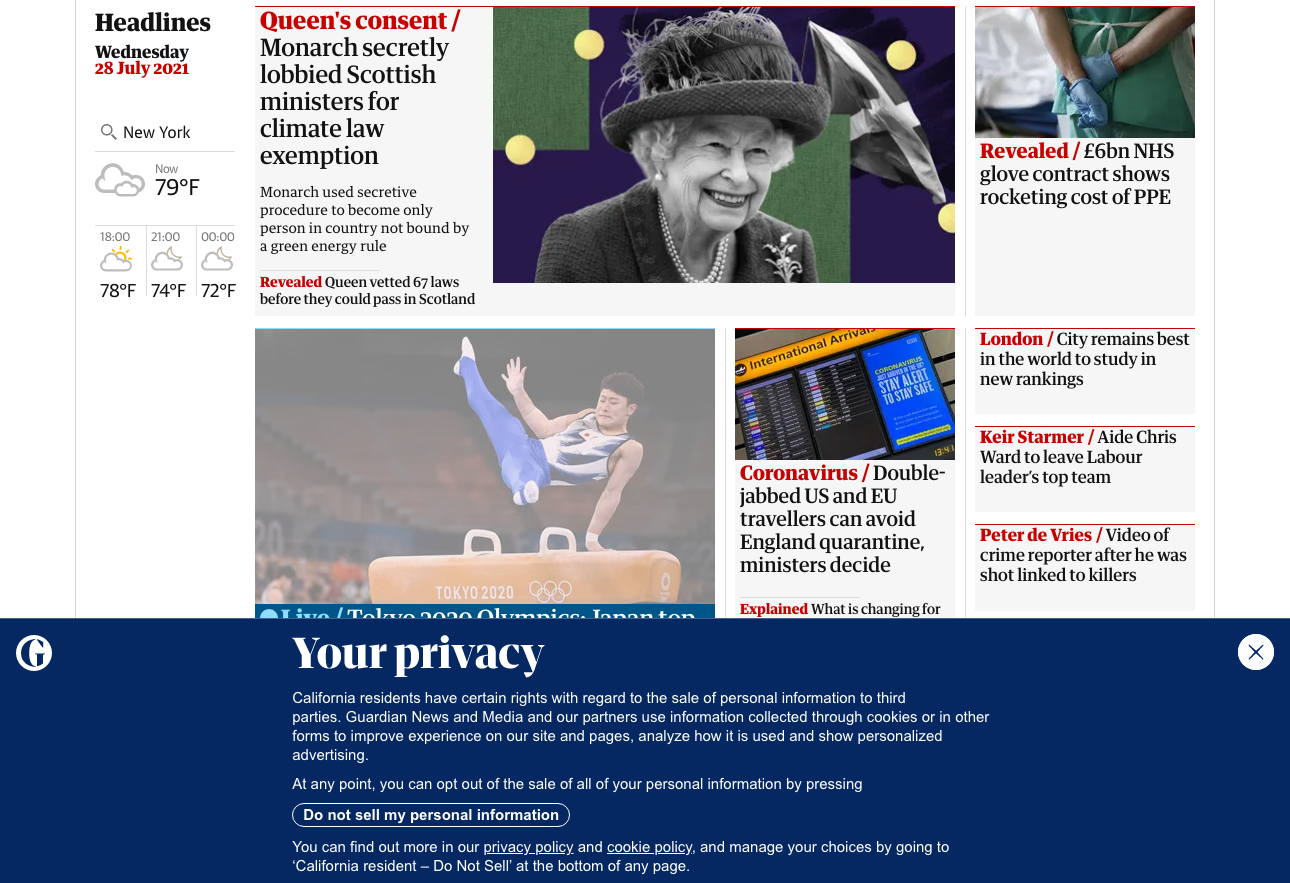 Headlines
Wednesday
28 July 2021
New York
Now
79°F
18:00
21:00
00:00
78°F
74°F
72°F
Queen's consent /
Monarch secretly
lobbied Scottish
ministers for
climate law
exemption
Monarch used secretive
procedure to become only
person in country not bound by
a green energy rule
Revealed Queen vetted 67 laws
before they could pass in Scotland
Revealed / £6bn NHS
glove contract shows
rocketing cost of PPE
TOKYO 2020
Live / Tokyo 2020 Olympics: Japan top
International Arrivals
CORONAVIRUS
STAY ALERT
TO STAY SAFE
13:41
Coronavirus / Double-
jabbed US and EU
travellers can avoid
England quarantine,
ministers decide
Explained What is changing for
London / City remains best
in the world to study in
new rankings
Keir Starmer / Aide Chris
Ward to leave Labour
leader’s top team
Peter de Vries / Video of
crime reporter after he was
shot linked to killers
Your privacy
California residents have certain rights with regard to the sale of personal information to third
parties. Guardian News and Media and our partners use information collected through cookies or in other
forms to improve experience on our site and pages, analyze how it is used and show personalized
advertising.
At any point, you can opt out of the sale of all of your personal information by pressing
Do not sell my personal information
You can find out more in our privacy policy and cookie policy, and manage your choices by going to
‘California resident – Do Not Sell’ at the bottom of any page.